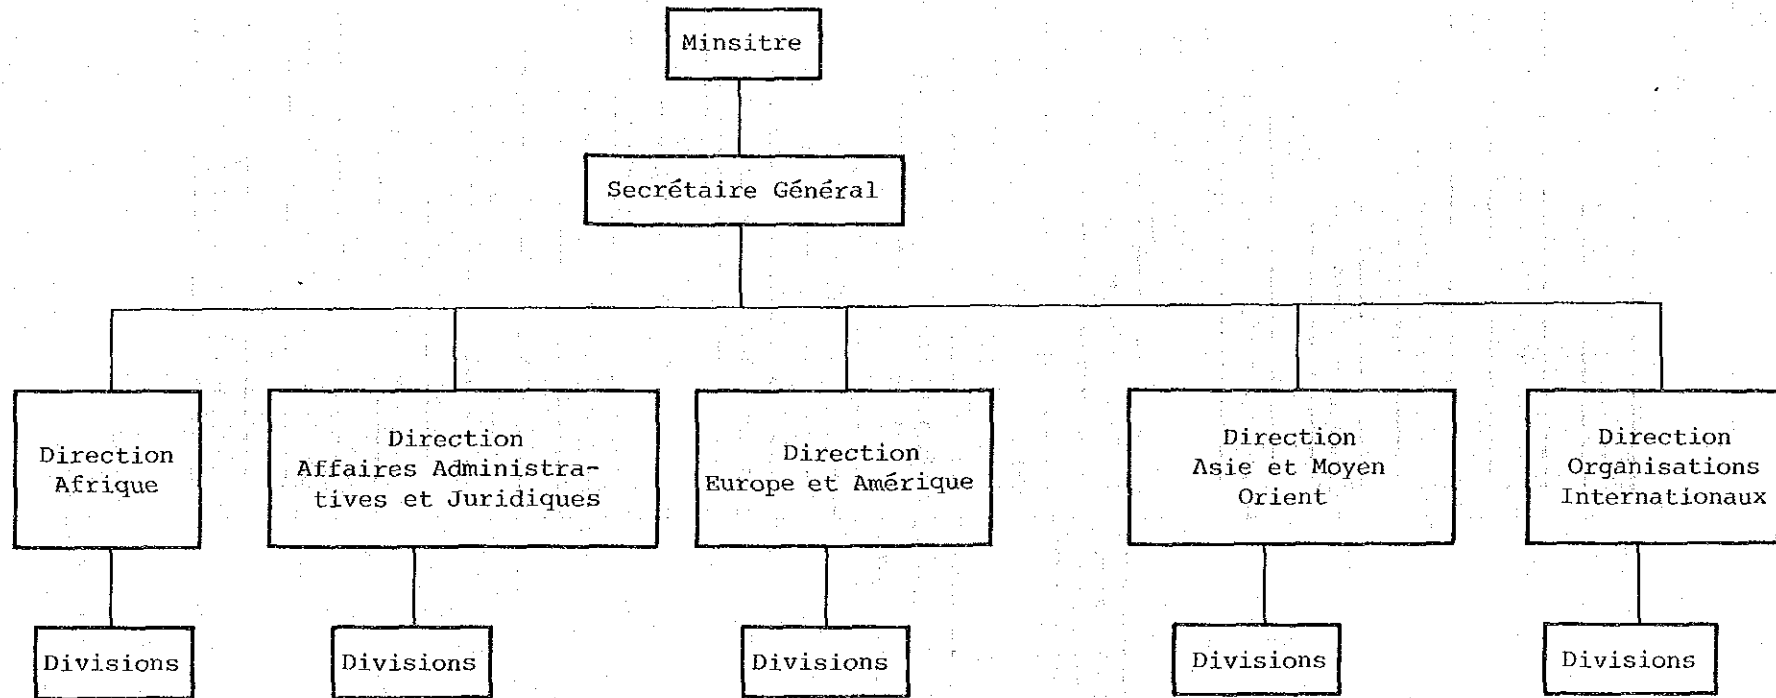 Minsitre
Secrétaire Général
Direction
Afrique
Direction
Affaires Administra-
tives et Juridiques
Direction
Europe et Amérique
Direction
Asie et Moyen
Orient
Direction
Organisations
Internationaux
Divisions
Divisions
Divisions
Divisions
Divisions